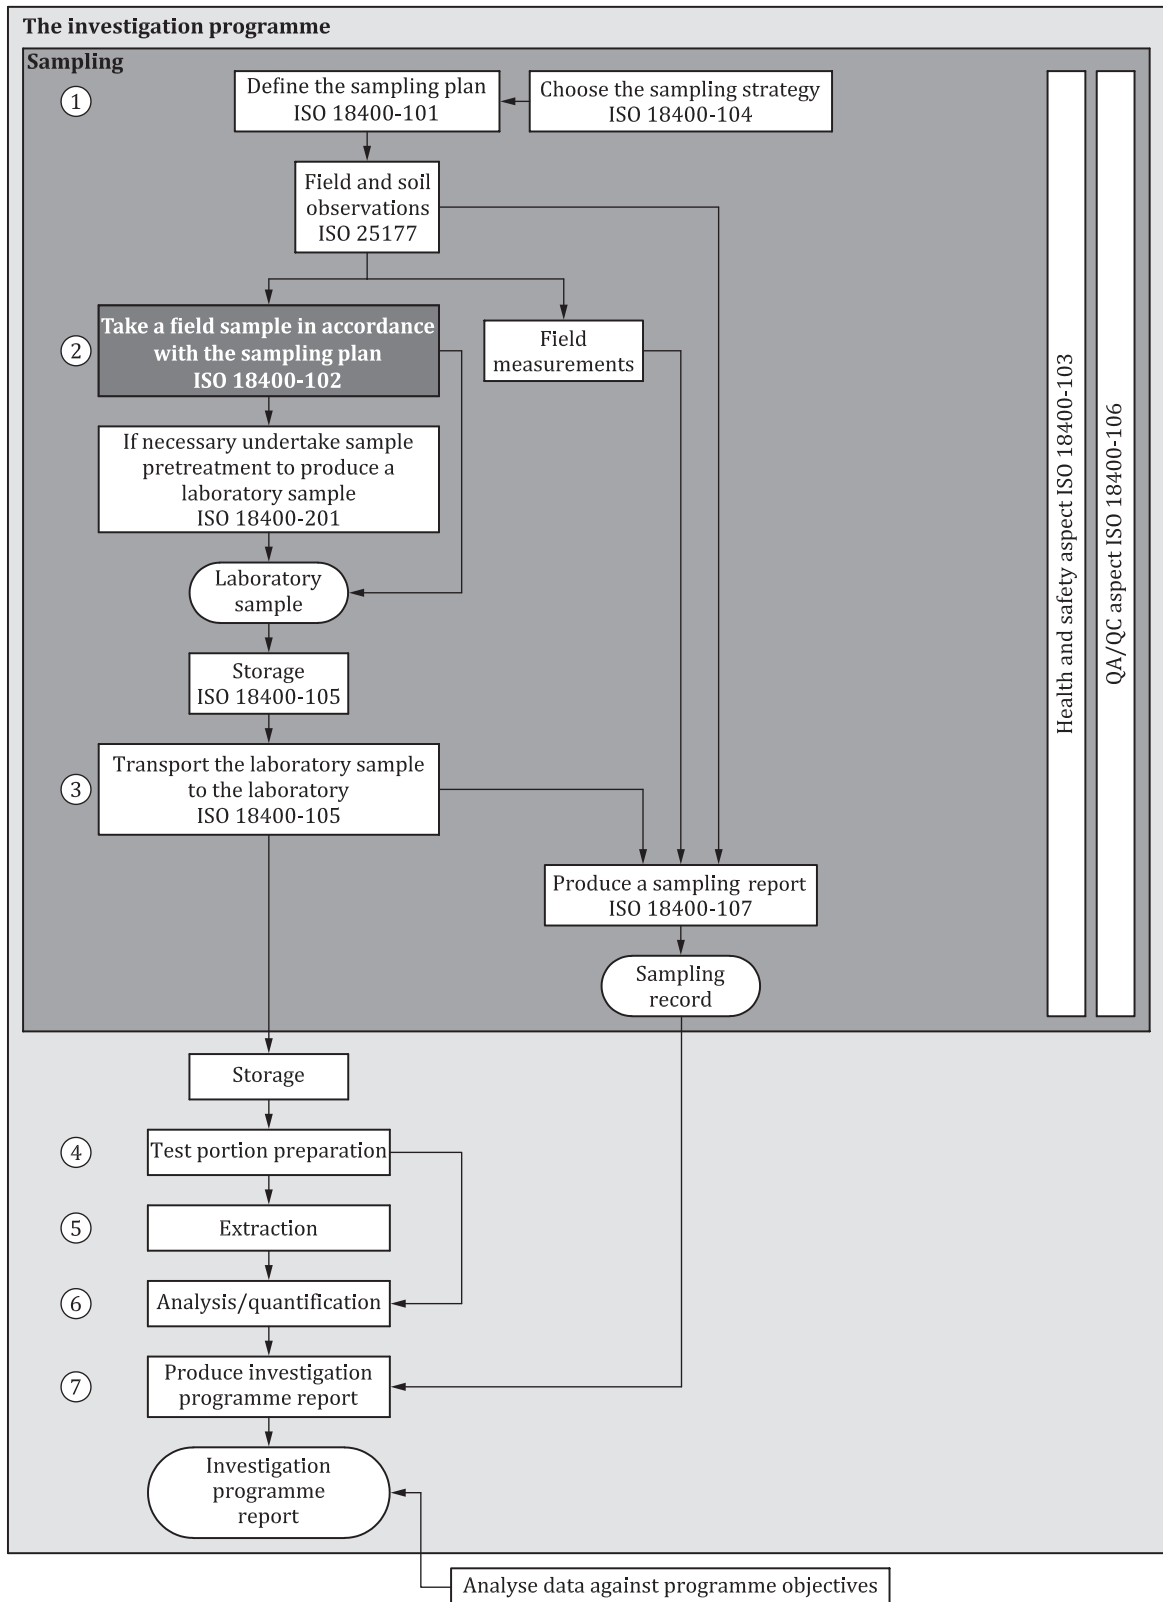 The investigation programme
Sampling
1
Define the sampling plan
ISO 18400-101
Choose the sampling strategy
ISO 18400-104
Field and soil
observations
ISO 25177
2
Take a field sample in accordance
with the sampling plan
ISO 18400-102
Field
measurements
If necessary undertake sample
pretreatment to produce a
laboratory sample
ISO 18400-201
Laboratory
sample
Storage
ISO 18400-105
3
Transport the laboratory sample
to the laboratory
ISO 18400-105
Produce a sampling report
ISO 18400-107
Sampling
record
Health and safety aspect ISO 18400-103
QA/QC aspect ISO 18400-106
Storage
4
Test portion preparation
5
Extraction
6
Analysis/quantification
7
Produce investigation
programme report
Investigation
programme
report
Analyse data against programme objectives